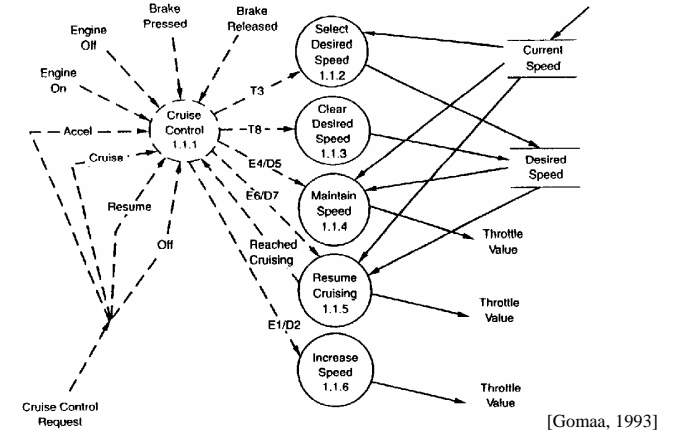 Brake
Pressed
Brake
Released
Engine
Off
Engine
On
Select
Desired
Speed
1.1.2
Current
Speed
T3
Cruise
Control
1.1.1
Accel
T8
Clear
Desired
Speed
1.1.3
Cruise
E4/D5
Desired
Speed
Maintain
Speed
1.1.4
E6/D7
Resume
Off
Reached
Cruising
Throttle
Value
Resume
Cruising
1.1.5
Throttle
Value
E1/D2
Increase
Speed
1.1.6
Throttle
Value
Cruise Control
Request
[Gomaa, 1993]